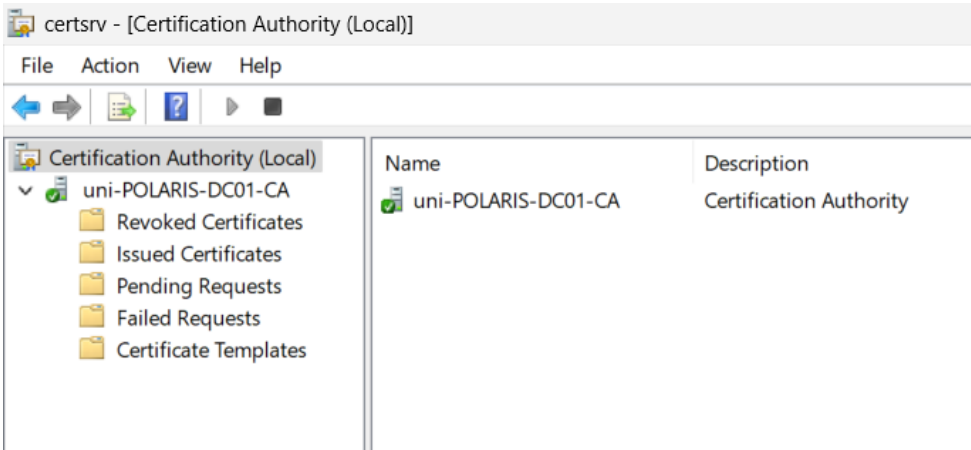 certsrv - [Certification Authority (Local)]
File Action View Help
Certification Authority (Local)
uni-POLARIS-DC01-CA
Revoked Certificates
Issued Certificates
Pending Requests
Failed Requests
Certificate Templates
Name Description
uni-POLARIS-DC01-CA Certification Authority